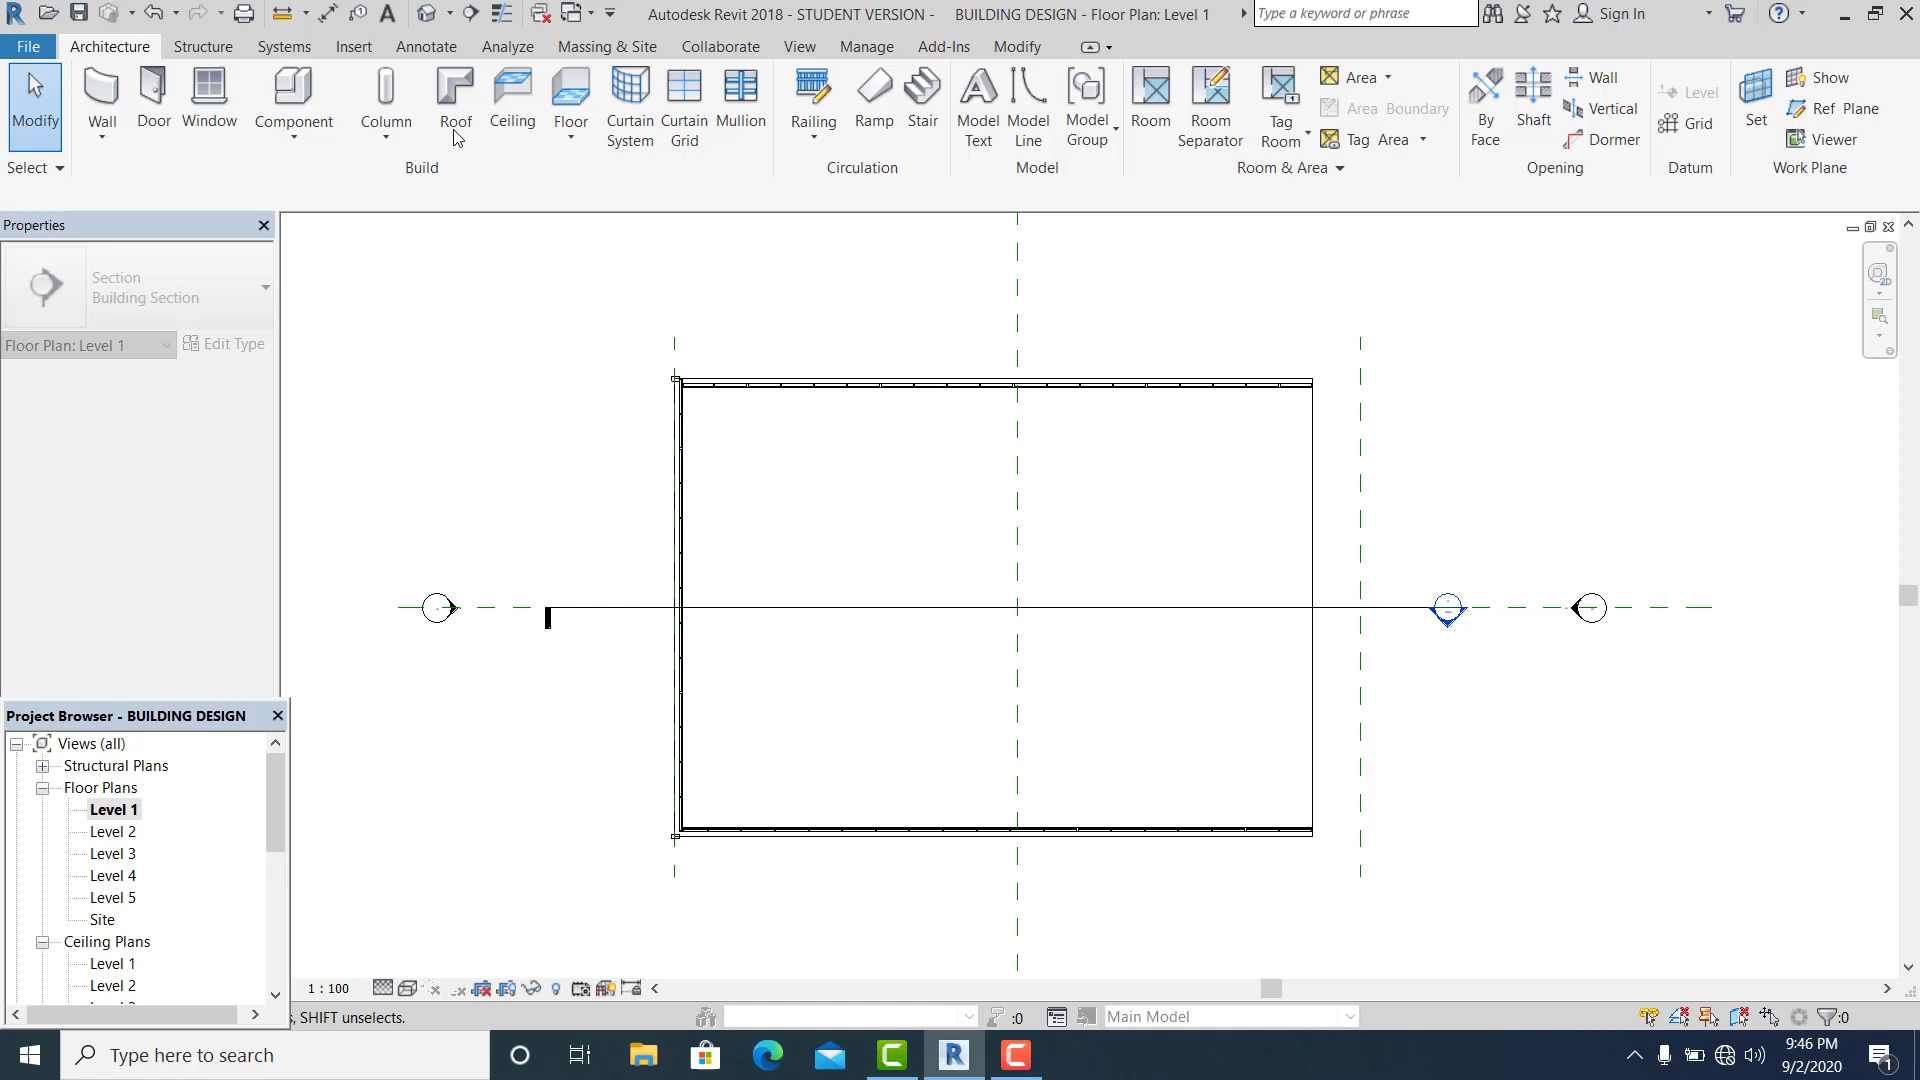 Autodesk Revit 2018 - STUDENT VERSION - BUILDING DESIGN - Floor Plan: Level 1
Type a keyword or phrase
Sign In
File Architecture Structure Systems Insert Annotate Analyze Massing & Site Collaborate View Manage Add-Ins Modify
Modify Wall Door Window Component Column Roof Ceiling Floor Curtain System Curtain Grid Mullion Railing Ramp Stair Model Text Model Line Model Group Room Room Separator Tag Room
Area
Area Boundary
Tag Area
By Face Shaft
Wall
Vertical
Dormer
Level
Grid
Set
Show
Ref Plane
Viewer
Select Build Circulation Model Room & Area Opening Datum Work Plane
Properties
Section
Building Section
Floor Plan: Level 1 Edit Type
2D
Project Browser - BUILDING DESIGN
Views (all)
Structural Plans
Floor Plans
Level 1
Level 2
Level 3
Level 4
Level 5
Site
Ceiling Plans
Level 1
Level 2
1 : 100
, SHIFT unselects.
:0
Main Model
:0
Type here to search
9:46 PM
9/2/2020
1